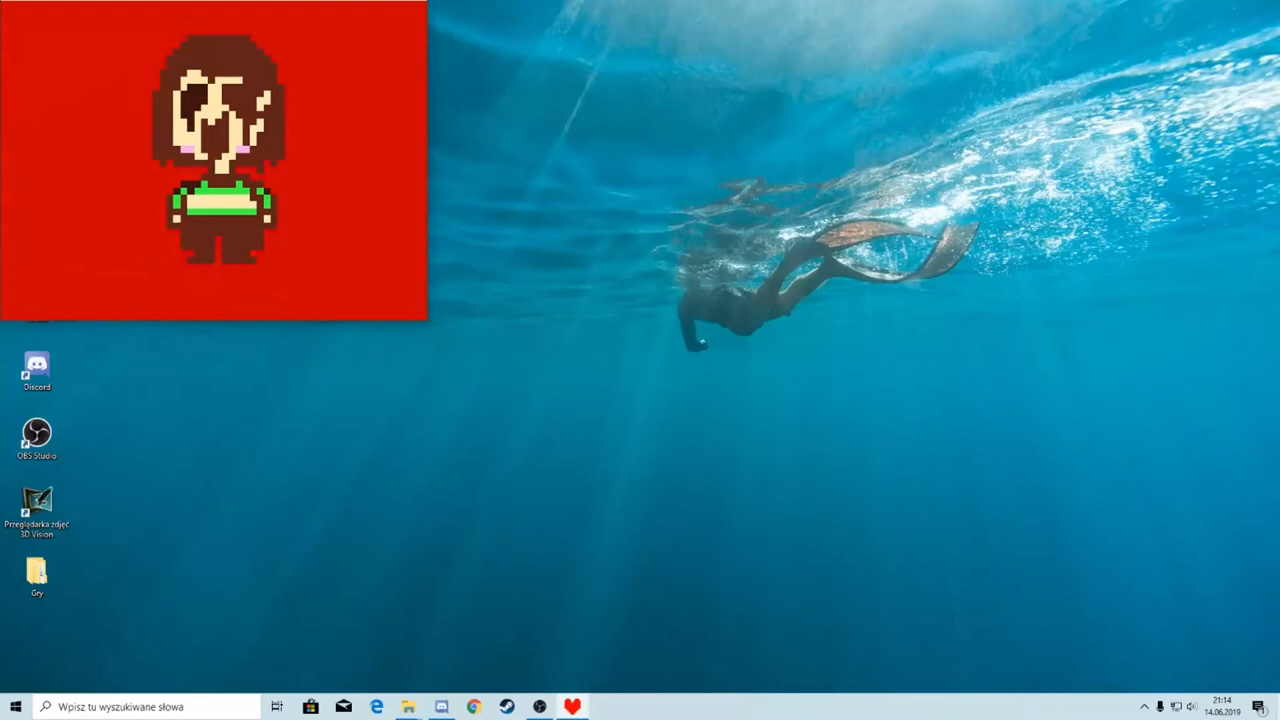 Discord
OBS Studio
Przeglądarka zdjęć
3D Vision
Gry
Wpisz tu wyszukiwane słowa
21:14
14.06.2019